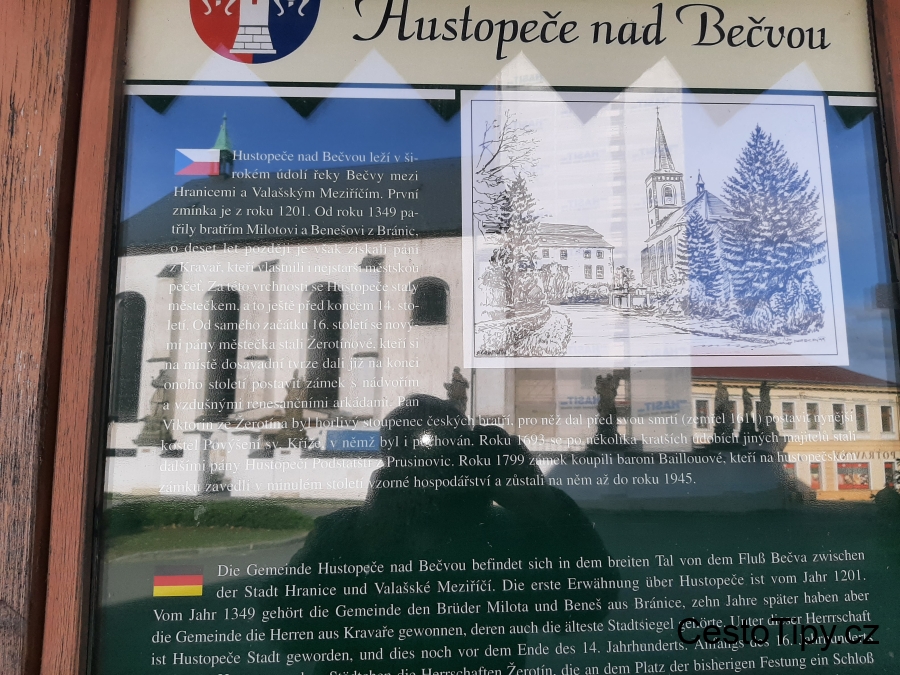 Hustopeče nad Bečvou
Hustopeče nad Bečvou leží v ši-
rokém údolí řeky Bečvy mezi
Hranicemi a Valašským Meziříčím. První
zmínka je z roku 1201. Od roku 1349 pa-
třily bratřím Milotovi a Benešovi z Bránic,
o deset let později je však získali páni
z Kravař, kteří vlastnili i nejstarší městskou
pečeť. Za této vrchnosti se Hustopeče staly
městečkem, a to ještě před koncem 14. sto-
letí. Od samého začátku 16. století se nový-
mi pány městečka stali Žerotínové, kteří si
na místě dosavadní tvrze dali již na konci
onoho století postavit zámek s nádvořím
a vzdušnými renesančními arkádami. Pan
Viktorin ze Žerotína byl horlivý stoupenec českých bratří, pro něž dal před svou smrtí (zemřel 1611) postavit nynější
kostel Povýšení sv. Kříže, v němž byl i pochován. Roku 1693 se po několika kratších údobích jiných majitelů stali
dalšími pány Hustopečí Podstatští z Prusinovic. Roku 1799 zámek koupili baroni Baillouové, kteří na hustopečském
zámku zavedli v minulém století vzorné hospodářství a zůstali na něm až do roku 1945.
Die Gemeinde Hustopeče nad Bečvou befindet sich in dem breiten Tal von dem Fluß Bečva zwischen
der Stadt Hranice und Valašské Meziříčí. Die erste Erwähnung über Hustopeče ist vom Jahr 1201.
Vom Jahr 1349 gehört die Gemeinde den Brüder Milota und Beneš aus Bránice, zehn Jahre später haben aber
die Gemeinde die Herren aus Kravaře gewonnen, deren auch die älteste Stadtsiegel gehörte. Unter dieser Herrschaft
ist Hustopeče Stadt geworden, und dies noch vor dem Ende des 14. Jahrhunderts. Anfangs des 16. Jahrhunderts
Städtchen die Herrschaften Žerotín, die an dem Platz der bisherigen Festung ein Schloß
CestoTipy.cz